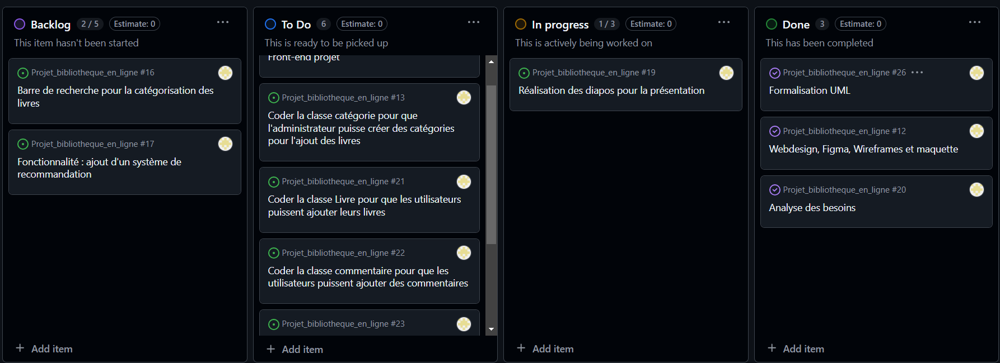 Backlog 2 / 5 Estimate: 0
This item hasn't been started
Projet_bibliotheque_en_ligne #16
Barre de recherche pour la catégorisation des
livres
Projet_bibliotheque_en_ligne #17
Fonctionnalité : ajout d'un système de
recommandation
+ Add item
To Do 6 Estimate: 0
This is ready to be picked up
Front-end projet
Projet_bibliotheque_en_ligne #13
Coder la classe catégorie pour que
l'administrateur puisse créer des catégories
pour l'ajout des livres
Projet_bibliotheque_en_ligne #21
Coder la classe Livre pour que les utilisateurs
puissent ajouter leurs livres
Projet_bibliotheque_en_ligne #22
Coder la classe commentaire pour que les
utilisateurs puissent ajouter des commentaires
Projet_bibliotheque_en_ligne #23
+ Add item
In progress 1 / 3 Estimate: 0
This is actively being worked on
Projet_bibliotheque_en_ligne #19
Réalisation des diapos pour la présentation
+ Add item
Done 3 Estimate: 0
This has been completed
Projet_bibliotheque_en_ligne #26
Formalisation UML
Projet_bibliotheque_en_ligne #12
Webdesign, Figma, Wireframes et maquette
Projet_bibliotheque_en_ligne #20
Analyse des besoins
+ Add item